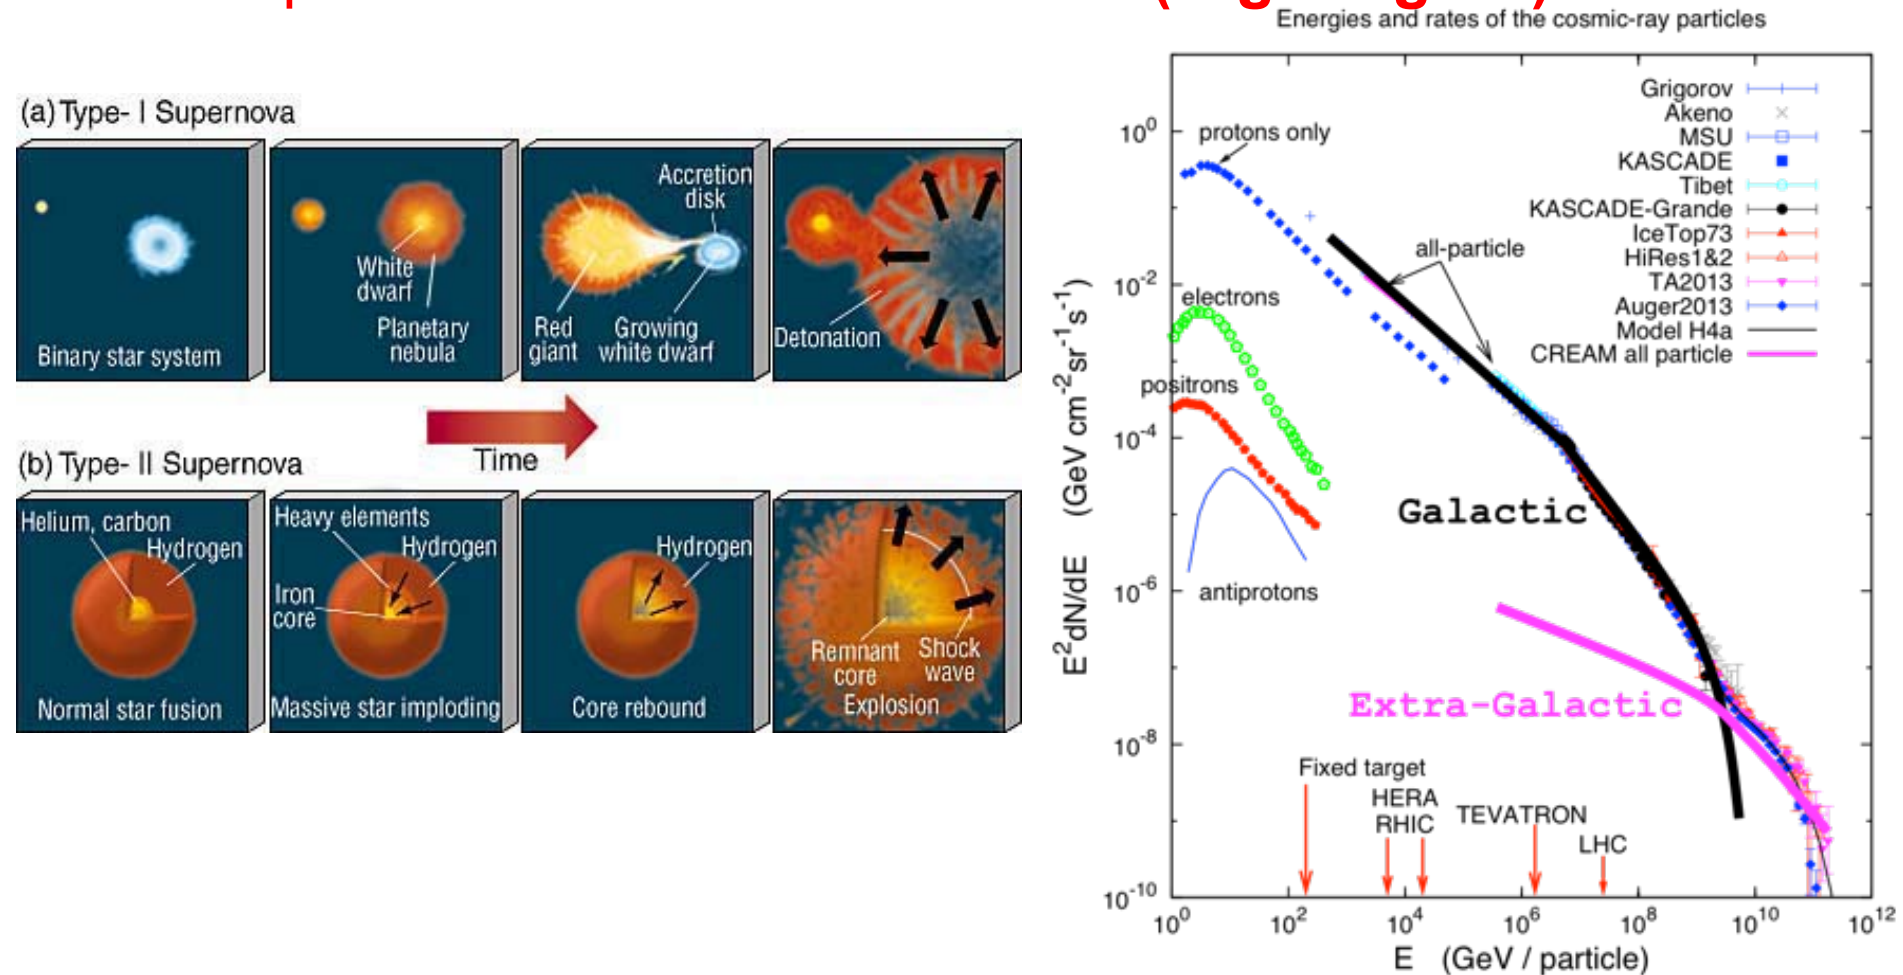 (a) Type- I Supernova
Binary star system
White
dwarf
Planetary
nebula
Accretion
disk
Red
giant
Growing
white dwarf
Detonation
Time
(b) Type- II Supernova
Helium, carbon
Hydrogen
Normal star fusion
Heavy elements
Hydrogen
Iron
core
Massive star imploding
Hydrogen
Core rebound
Remnant
core
Shock
wave
Explosion
Energies and rates of the cosmic-ray particles
Grigorov
Akeno
MSU
KASCADE
Tibet
KASCADE-Grande
IceTop73
HiRes1&2
TA2013
Auger2013
Model H4a
CREAM all particle
protons only
all-particle
electrons
positrons
antiprotons
Galactic
Extra-Galactic
Fixed target
HERA
RHIC
TEVATRON
LHC
E²dN/dE (GeV cm⁻²sr⁻¹s⁻¹)
10⁰
10⁻²
10⁻⁴
10⁻⁶
10⁻⁸
10⁻¹⁰
10⁰ 10² 10⁴ 10⁶ 10⁸ 10¹⁰ 10¹²
E (GeV / particle)